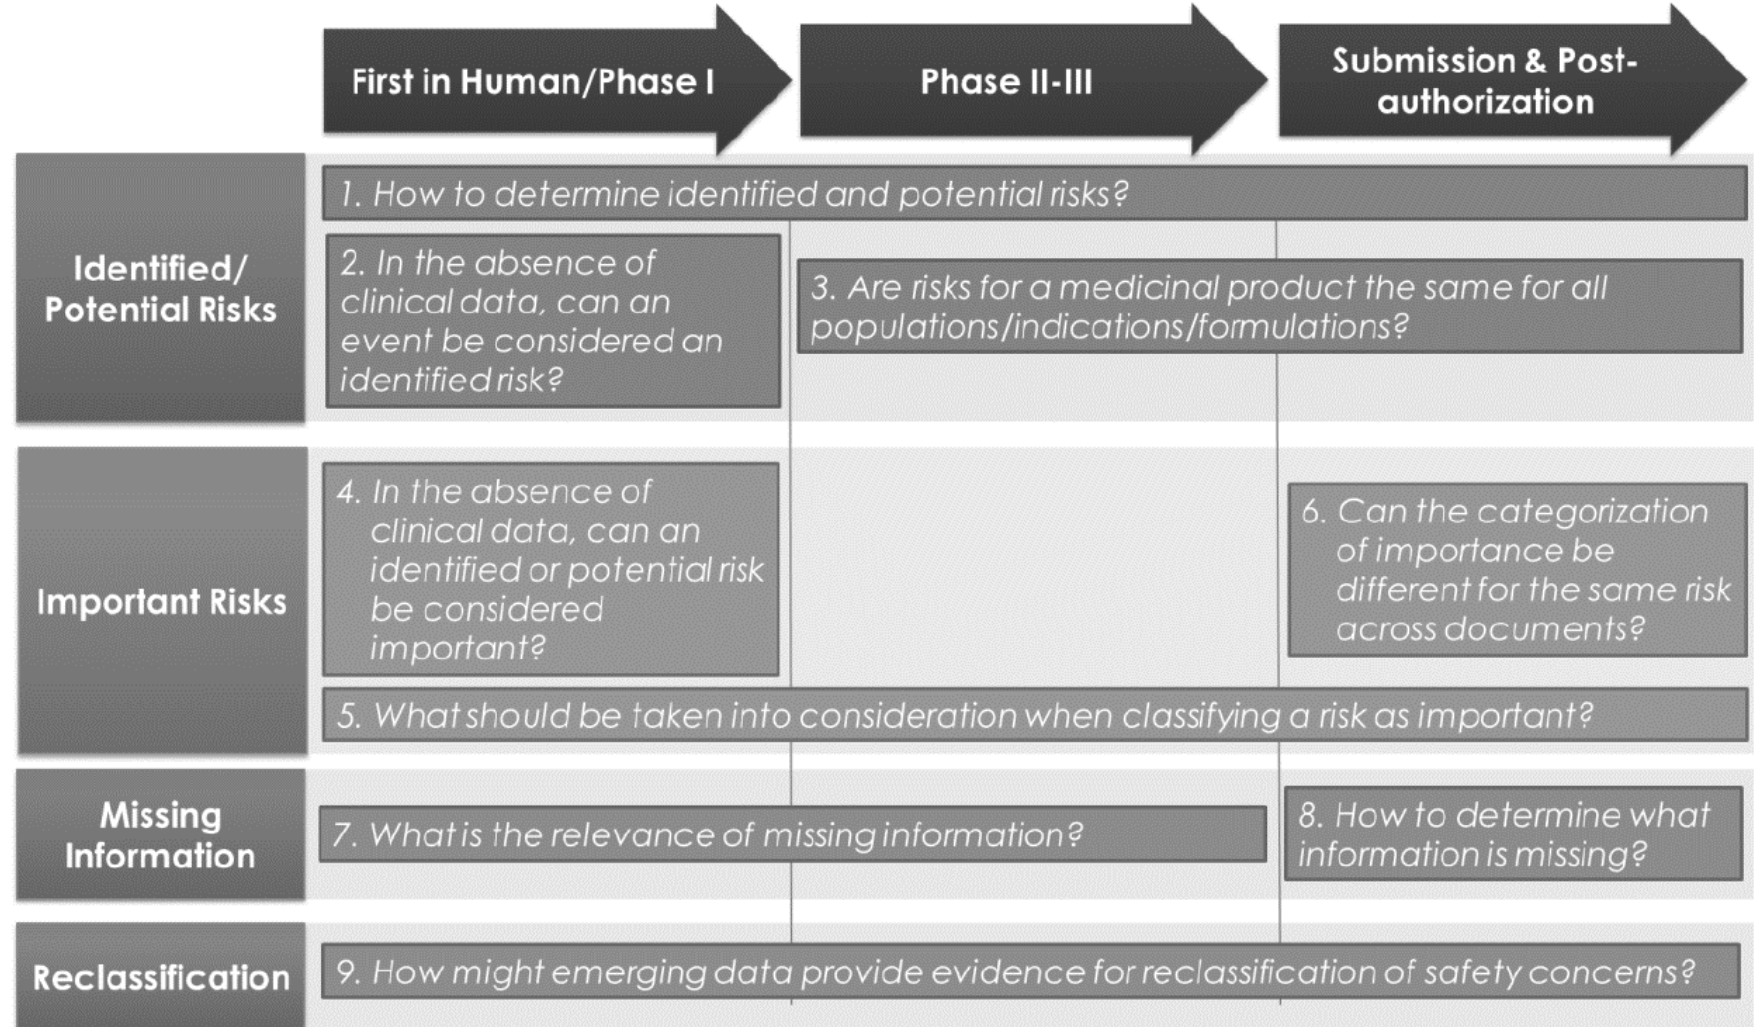 First in Human/Phase I
Phase II-III
Submission & Post-
authorization
Identified/
Potential Risks
1. How to determine identified and potential risks?
2. In the absence of
clinical data, can an
event be considered an
identified risk?
3. Are risks for a medicinal product the same for all
populations/indications/formulations?
Important Risks
4. In the absence of
clinical data, can an
identified or potential risk
be considered
important?
6. Can the categorization
of importance be
different for the same risk
across documents?
5. What should be taken into consideration when classifying a risk as important?
Missing
Information
7. What is the relevance of missing information?
8. How to determine what
information is missing?
Reclassification
9. How might emerging data provide evidence for reclassification of safety concerns?